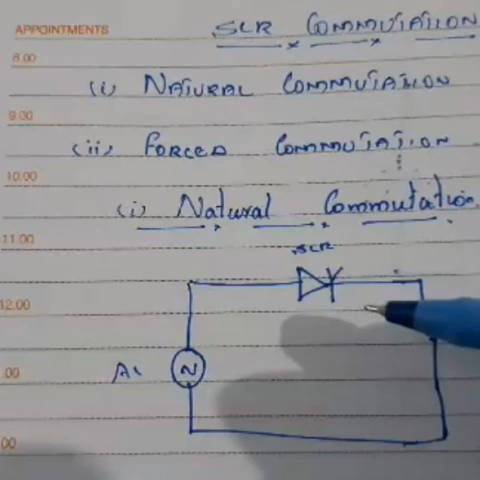 APPOINTMENTS
SCR COMMUTATION
8.00
(i) NATURAL COMMUTATION
9.00
(ii) FORCED COMMUTATION
10.00
(i) Natural Commutation
11.00
SCR
12.00
.00
AC
.00